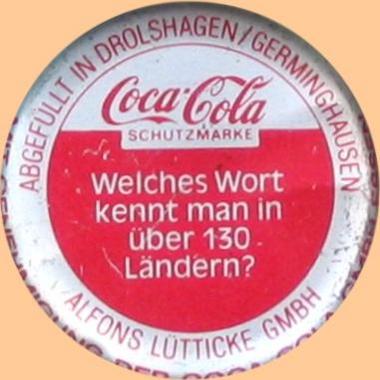 ABGEFÜLLT IN DROLSHAGEN/GERMINGHAUSEN
Coca-Cola
SCHUTZMARKE
Welches Wort
kennt man in
über 130
Ländern?
ALFONS LÜTTICKE GMBH